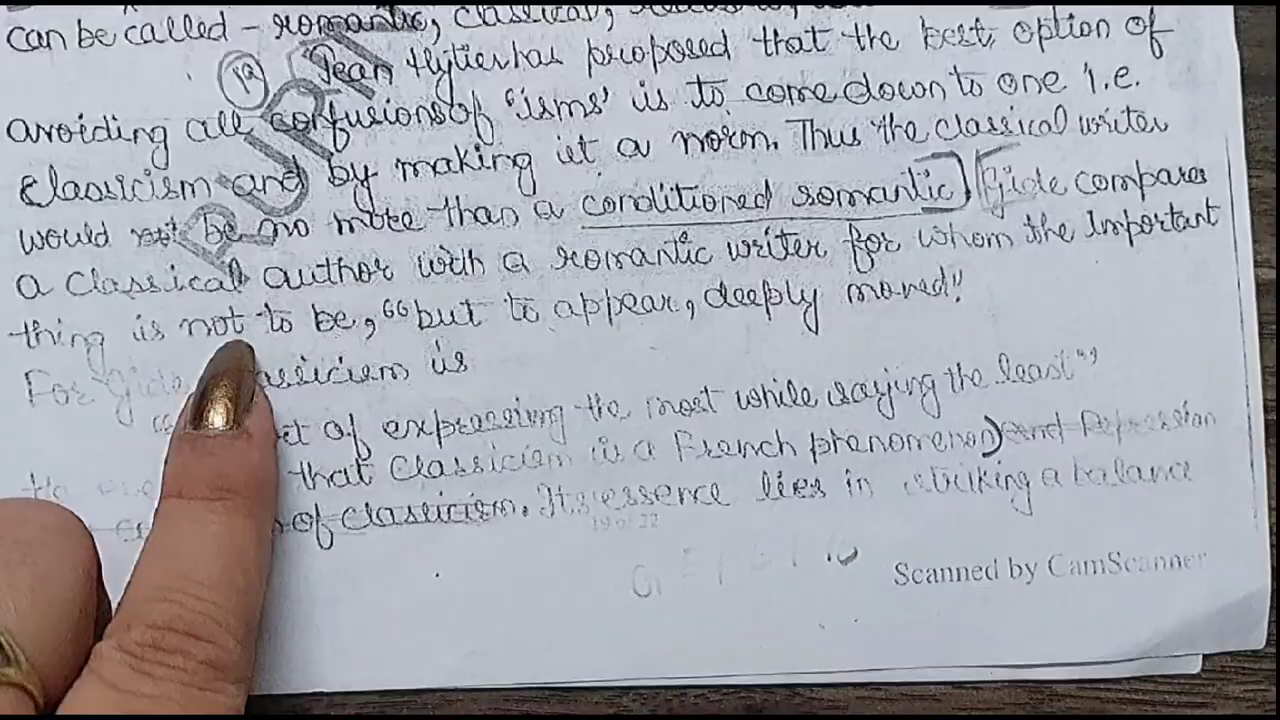 can be called - romantic, classical,
12 Jean Hytier has proposed that the best option of
avoiding all confusions of 'isms' is to come down to one i.e.
classicism and by making it a norm. Thus the classical writer
would be no more than a conditioned romantic) [Gide compares
a classical author with a romantic writer for whom the important
thing is not to be, "but to appear, deeply moved!!
For Gide, classicism is
of expressing the most while saying the least",
that Classicism is a French phenomenon) and Repression
of classicism. Its essence lies in striking a balance
Scanned by CamScanner